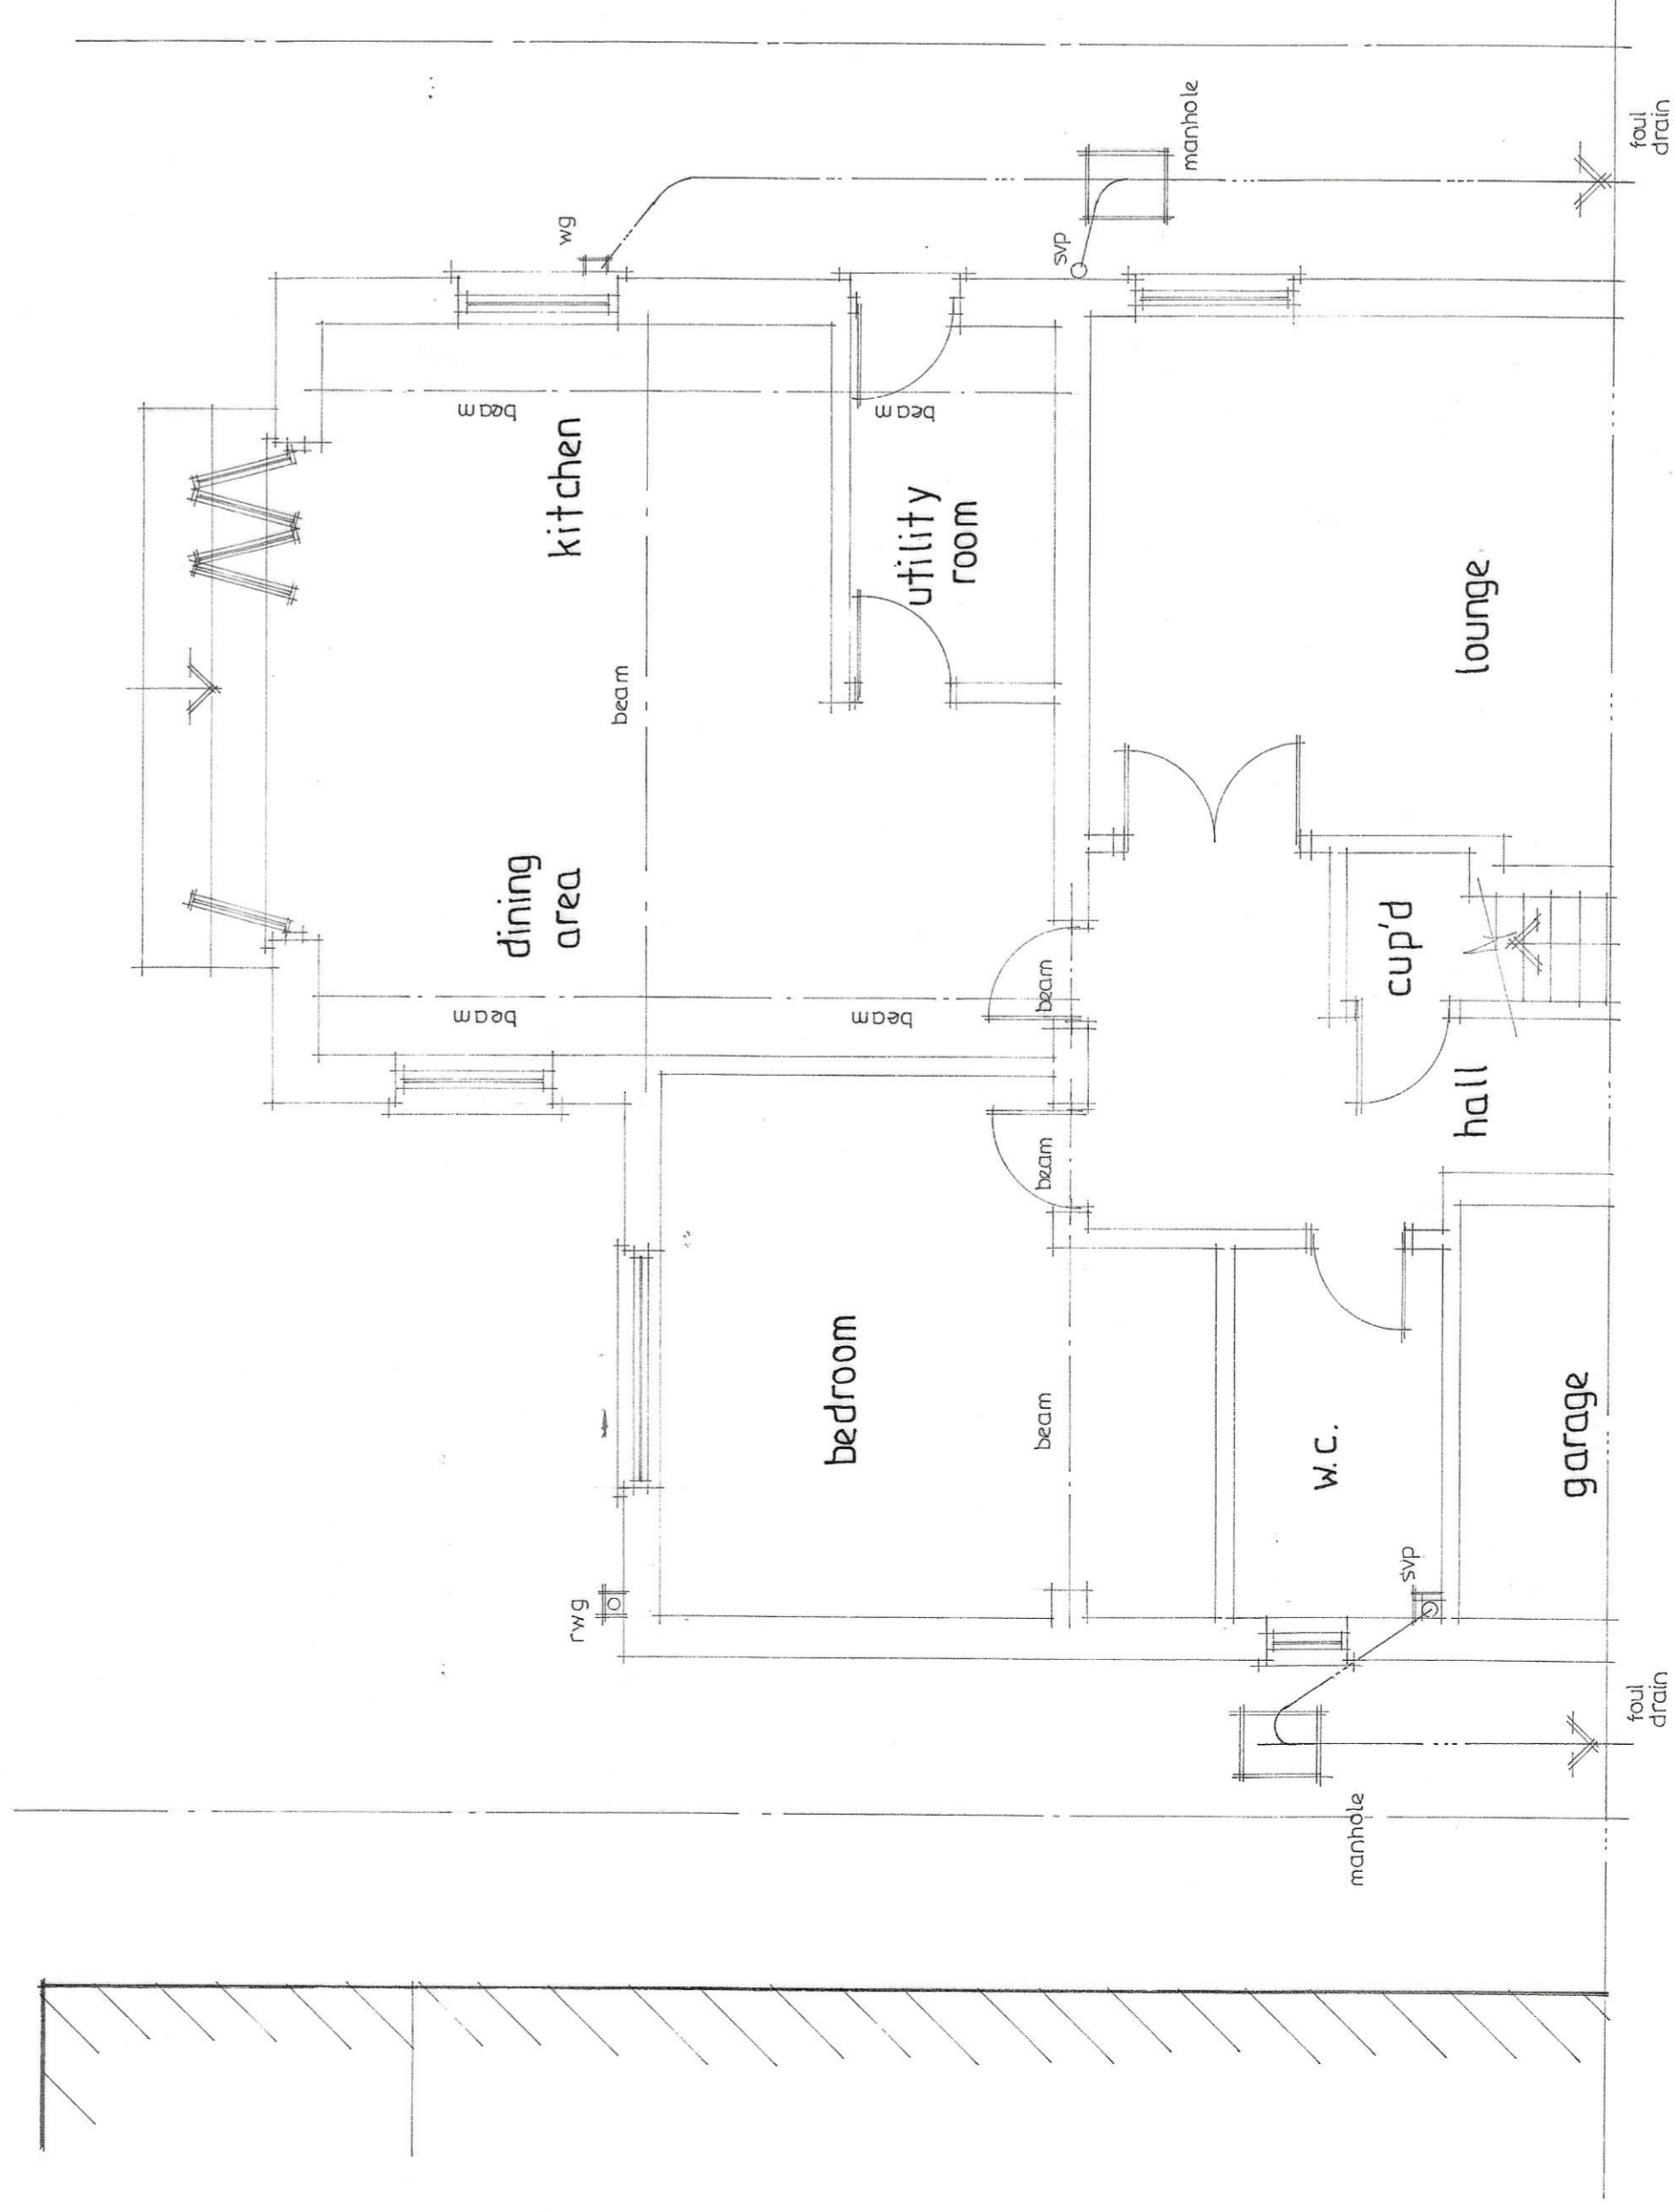 beam
beam
dining
area
kitchen
wg
rwg
beam
bedroom
beam
beam
utility
room
beam
beam
beam
svp
manhole
W.C.
manhole
cup'd
svp
hall
lounge
garage
foul
drain
foul
drain